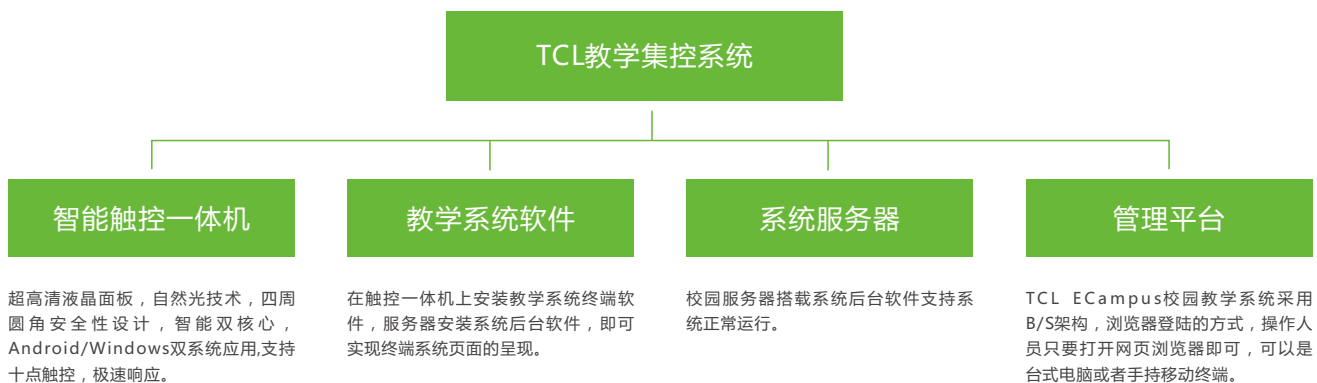 TCL教学集控系统
智能触控一体机
教学系统软件
系统服务器
管理平台
超高清液晶面板，自然光技术，四周
圆角安全性设计，智能双核心，
Android/Windows双系统应用,支持
十点触控，极速响应。
在触控一体机上安装教学系统终端软
件，服务器安装系统后台软件，即可
实现终端系统页面的呈现。
校园服务器搭载系统后台软件支持系
统正常运行。
TCL ECampus校园教学系统采用
B/S架构，浏览器登陆的方式，操作人
员只要打开网页浏览器即可，可以是
台式电脑或者手持移动终端。